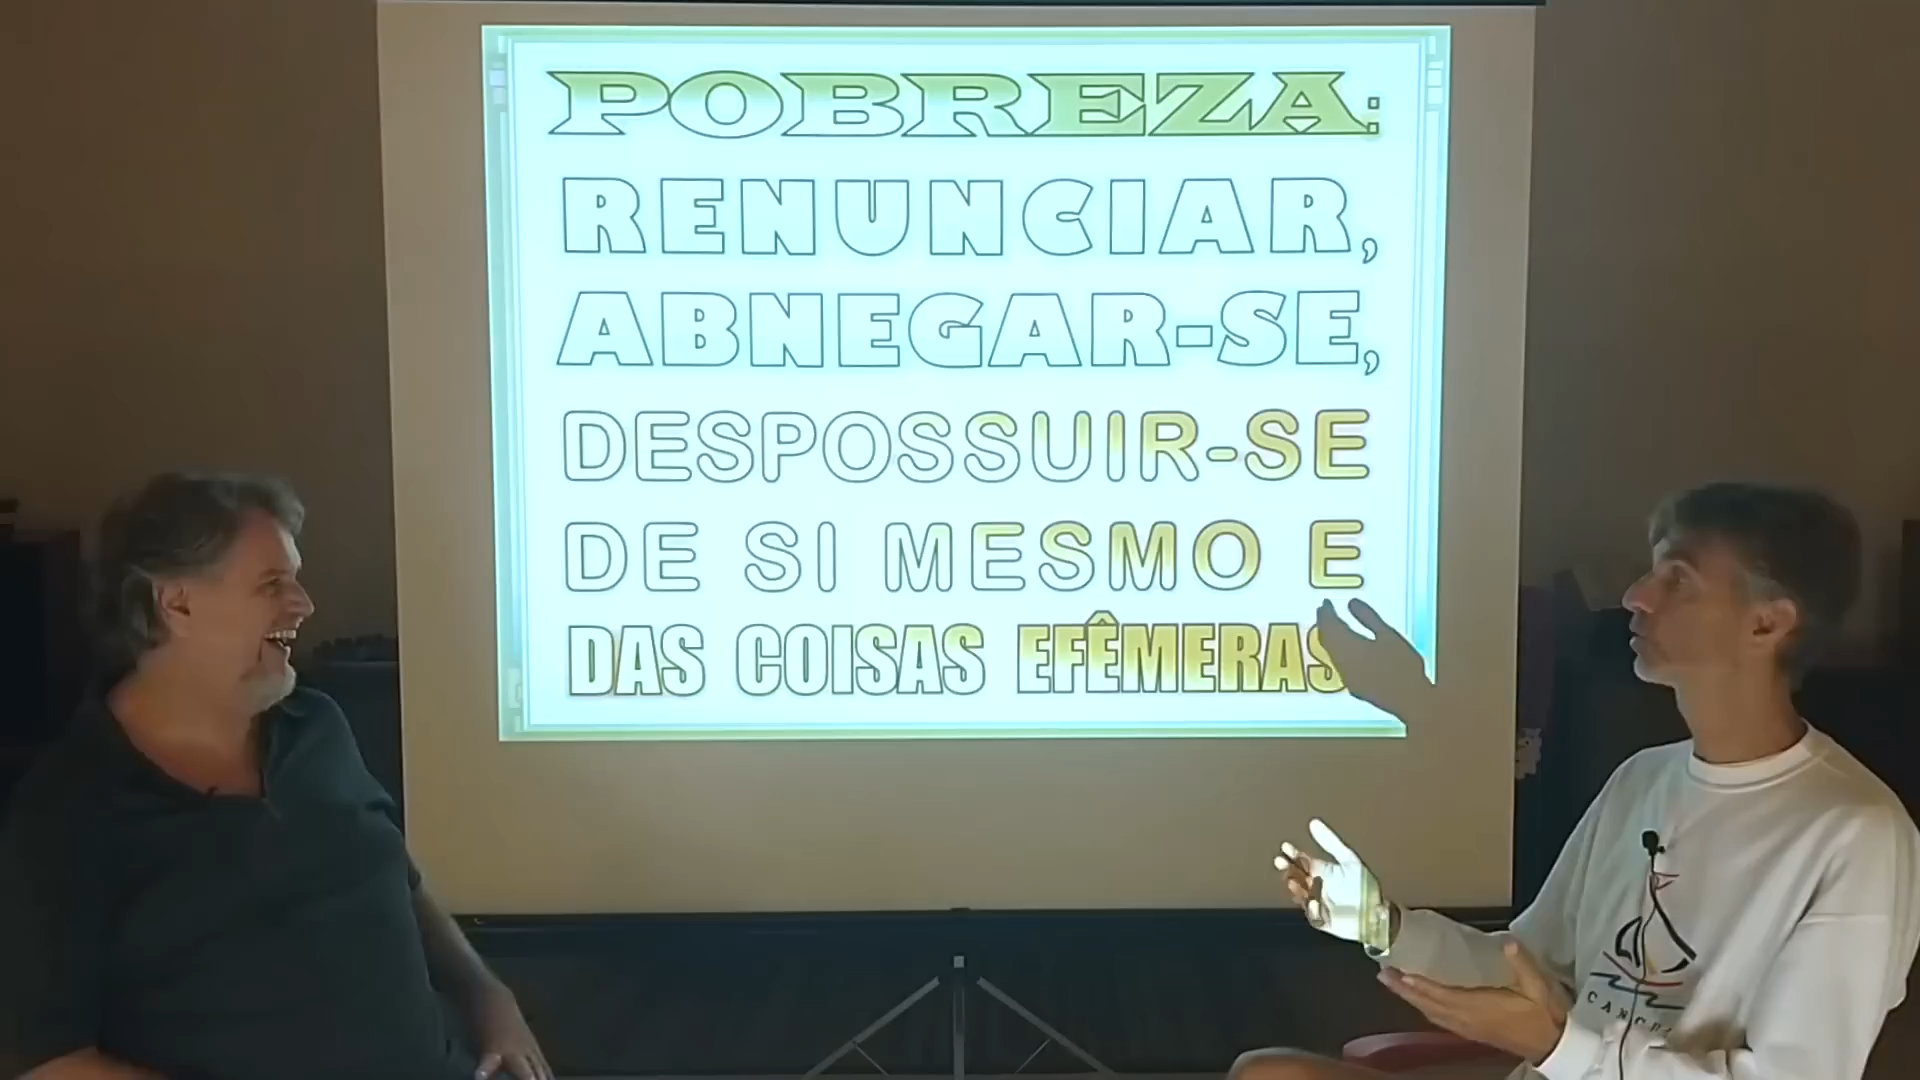 POBREZA:
RENUNCIAR,
ABNEGAR-SE,
DESPOSSUIR-SE
DE SI MESMO E
DAS COISAS EFÊMERAS